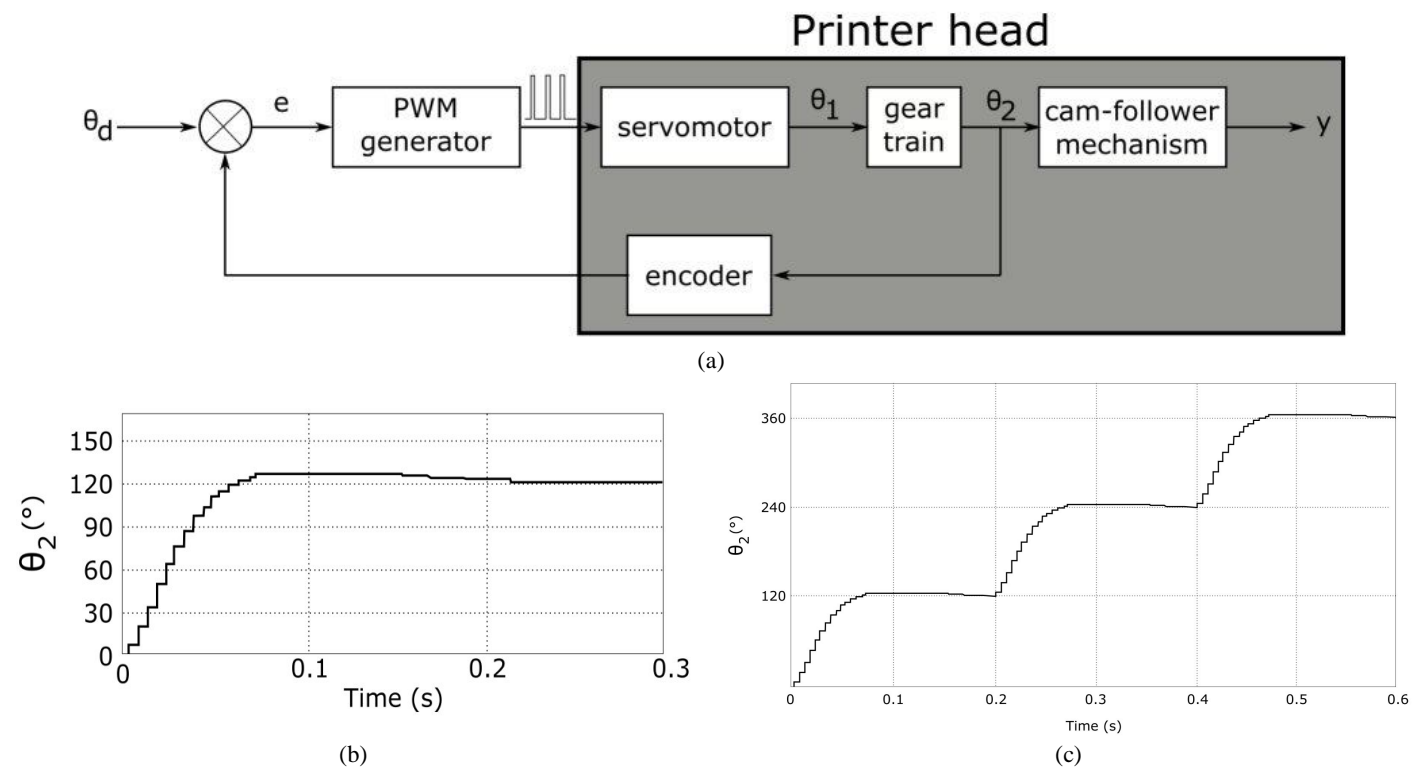 Printer head
θd
e
PWM
generator
servomotor
θ1
gear
train
θ2
cam-follower
mechanism
y
encoder
(a)
150
120
90
60
30
0
θ2(°)
0
0.1
0.2
0.3
Time (s)
(b)
360
240
120
θ2(°)
0
0.1
0.2
0.3
0.4
0.5
0.6
Time (s)
(c)